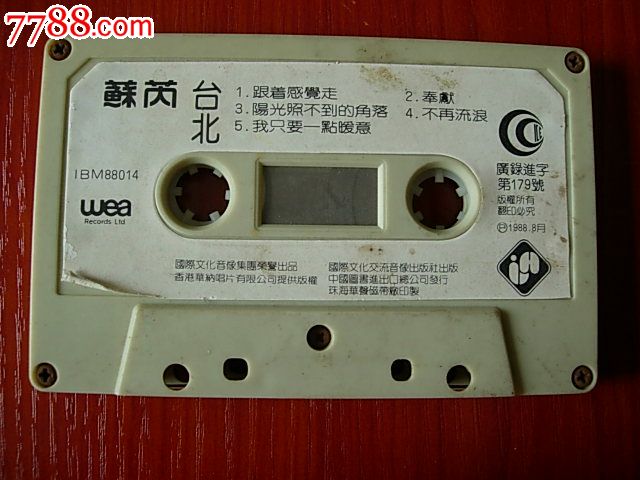 7788.com
蘇芮 台北
1. 跟着感覺走
2. 奉獻
3. 陽光照不到的角落
4. 不再流浪
5. 我只要一點暖意
IBM88014
wea
Records Ltd
廣錄進字
第179號
版權所有
翻印必究
Ⓗ1988.8月
國際文化音像集團榮譽出品
香港華納唱片有限公司提供版權
國際文化交流音像出版社出版
中國圖書進出口總公司發行
珠海華聲磁帶廠印製